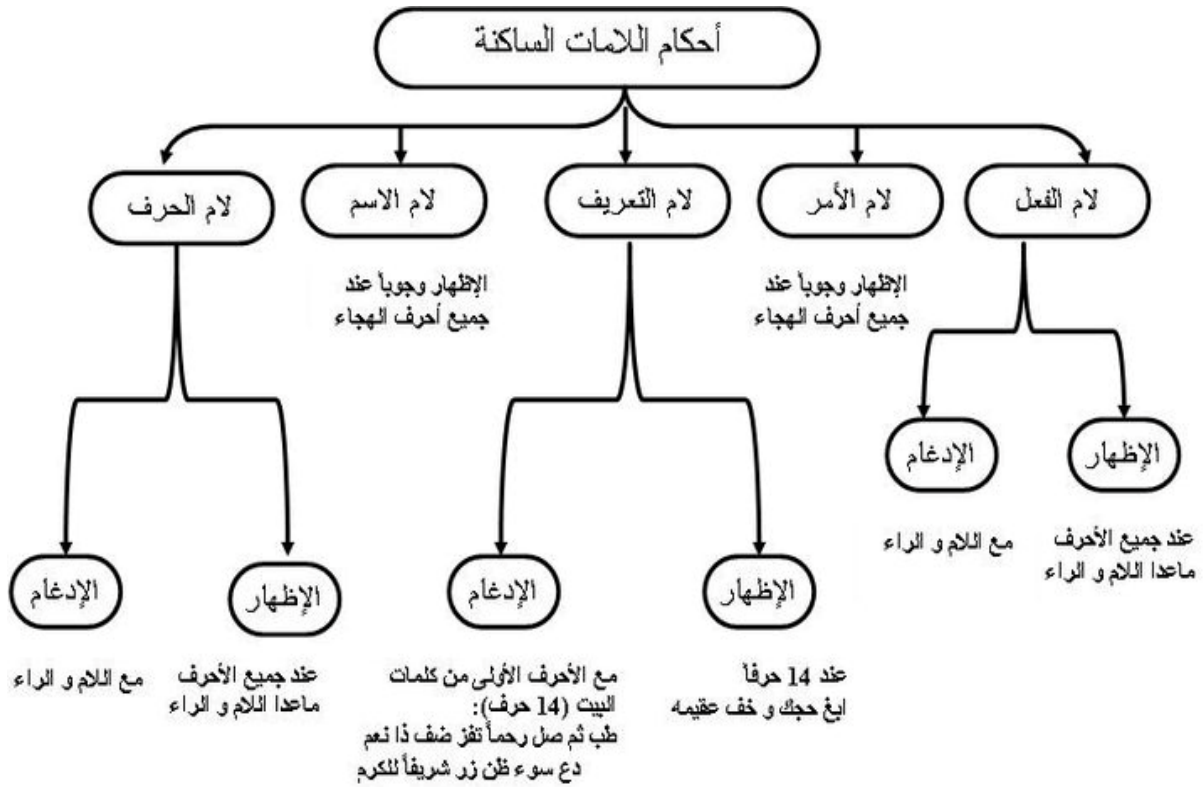 أحكام اللامات الساكنة
لام الفعل
لام الأمر
لام التعريف
لام الاسم
لام الحرف
الإظهار وجوباً عند
جميع أحرف الهجاء
الإظهار وجوباً عند
جميع أحرف الهجاء
الإظهار
الإدغام
عند جميع الأحرف
ماعدا اللام و الراء
مع اللام و الراء
الإظهار
الإدغام
الإظهار
الإدغام
عند 14 حرفاً
ابغ حجك و خف عقيمه
مع الأحرف الأولى من كلمات
البيت (14 حرف):
طب ثم صل رحماً تفز ضف ذا نعم
دع سوء ظن زر شريفاً للكرم
عند جميع الأحرف
ماعدا اللام و الراء
مع اللام و الراء